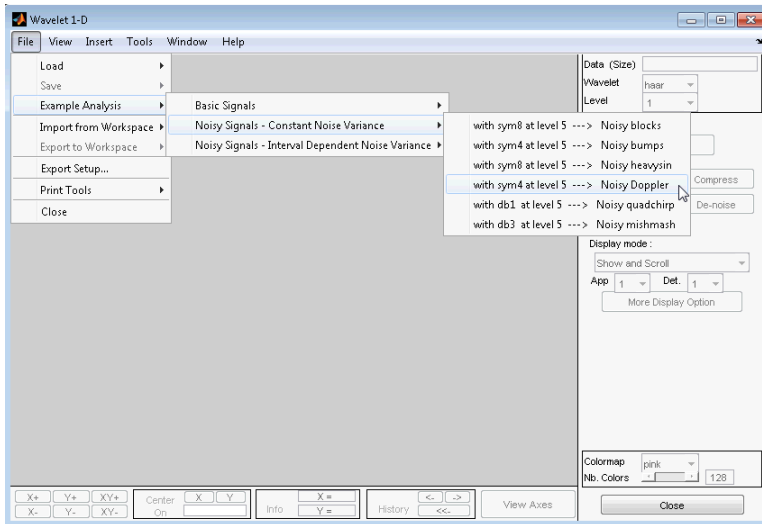 Wavelet 1-D
File View Insert Tools Window Help
Load
Save
Example Analysis
Import from Workspace
Export to Workspace
Export Setup...
Print Tools
Close
Basic Signals
Noisy Signals - Constant Noise Variance
Noisy Signals - Interval Dependent Noise Variance
with sym8 at level 5 ---> Noisy blocks
with sym4 at level 5 ---> Noisy bumps
with sym8 at level 5 ---> Noisy heavysin
with sym4 at level 5 ---> Noisy Doppler
with db1 at level 5 ---> Noisy quadchirp
with db3 at level 5 ---> Noisy mishmash
Data (Size)
Wavelet haar
Level 1
Compress
De-noise
Display mode :
Show and Scroll
App 1 Det. 1
More Display Option
Colormap pink
Nb. Colors 128
Close
X+ Y+ XY+
X- Y- XY-
Center On X Y
Info X = Y =
History <- -> <<-
View Axes